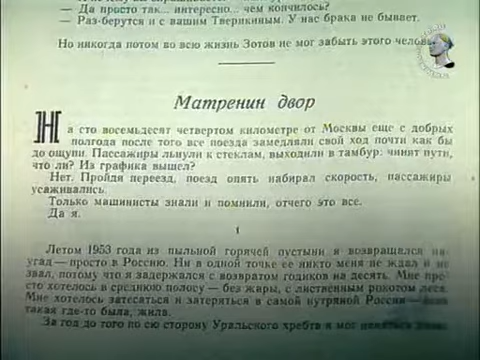 — Да просто так... интересно... чем кончилось?
— Раз-берутся и с вашим Тверикиным. У нас брака не бывает.
Но никогда потом во всю жизнь Зотов не мог забыть этого
Матренин двор
На сто восемьдесят четвертом километре от Москвы еще с добрых
полгода после того все поезда замедляли свой ход почти как бы
до ощупи. Пассажиры льнули к стеклам, выходили в тамбур: чинят пути,
что ли? Из графика вышел?
Нет. Пройдя переезд, поезд опять набирал скорость, пассажиры
усаживались.
Только машинисты знали и помнили, отчего это все.
Да я.
1
Летом 1953 года из пыльной горячей пустыни я возвращался на-
угад — просто в Россию. Ни в одной точке ее никто меня не ждал и не
звал, потому что я задержался с возвратом годиков на десять. Мне про-
сто хотелось в среднюю полосу — без жары, с лиственным рокотом леса.
Мне хотелось затесаться и затеряться в самой нутряной России —
такая где-то была, жила.
За год до того по сю сторону Уральского хребта я мог